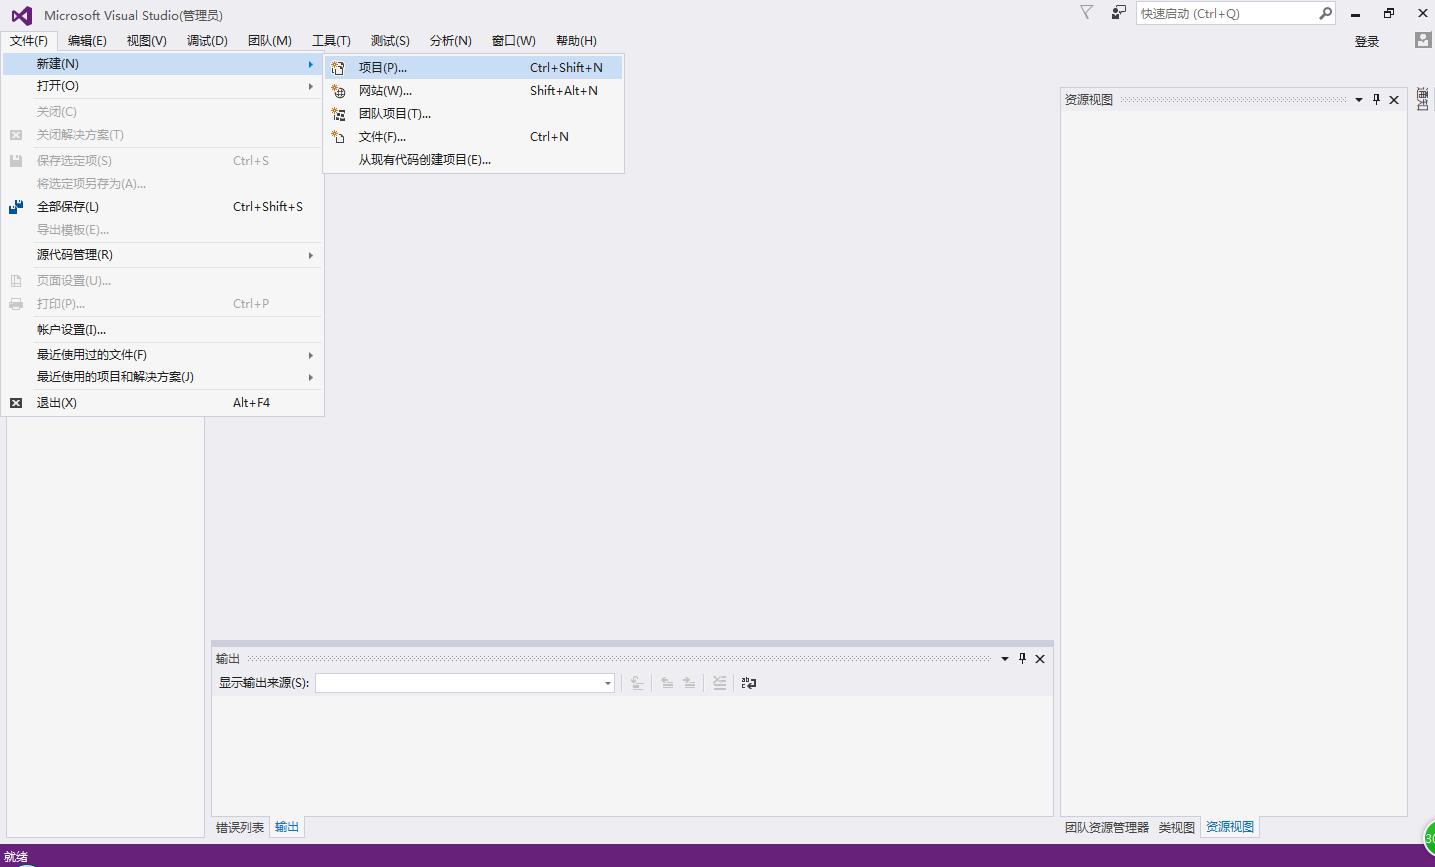 Microsoft Visual Studio(管理员)
快速启动 (Ctrl+Q)
文件(F) 编辑(E) 视图(V) 调试(D) 团队(M) 工具(T) 测试(S) 分析(N) 窗口(W) 帮助(H)
登录
新建(N)
打开(O)
关闭(C)
关闭解决方案(T)
保存选定项(S) Ctrl+S
将选定项另存为(A)...
全部保存(L) Ctrl+Shift+S
导出模板(E)...
源代码管理(R)
页面设置(U)...
打印(P)... Ctrl+P
帐户设置(I)...
最近使用过的文件(F)
最近使用的项目和解决方案(J)
退出(X) Alt+F4
项目(P)... Ctrl+Shift+N
网站(W)... Shift+Alt+N
团队项目(T)...
文件(F)... Ctrl+N
从现有代码创建项目(E)...
资源视图
通知
输出
显示输出来源(S):
错误列表 输出
团队资源管理器 类视图 资源视图
就绪